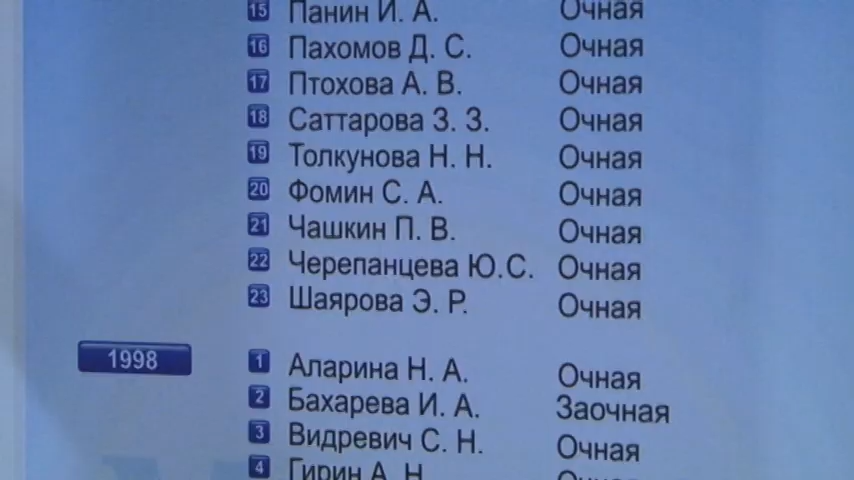 15 Панин И. А. Очная
16 Пахомов Д. С. Очная
17 Птохова А. В. Очная
18 Саттарова З. З. Очная
19 Толкунова Н. Н. Очная
20 Фомин С. А. Очная
21 Чашкин П. В. Очная
22 Черепанцева Ю.С. Очная
23 Шаярова Э. Р. Очная
1998 1 Аларина Н. А. Очная
2 Бахарева И. А. Заочная
3 Видревич С. Н. Очная
4 Гирин А. Н